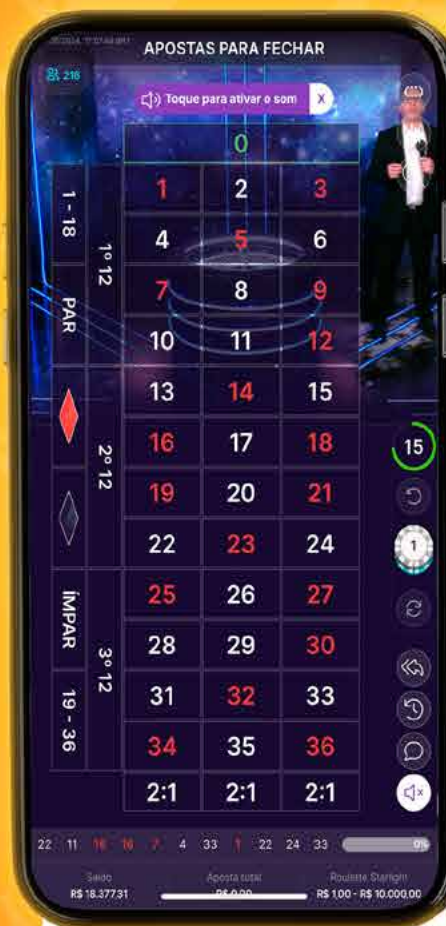 APOSTAS PARA FECHAR
218
Toque para ativar o som X
0
1 2 3
4 5 6
7 8 9
10 11 12
13 14 15
16 17 18
19 20 21
22 23 24
25 26 27
28 29 30
31 32 33
34 35 36
2:1 2:1 2:1
1 - 18
PAR
ÍMPAR
19 - 36
1º 12
2º 12
3º 12
15
1
22 11 16 16 7 4 33 1 22 24 33 0%
Saldo Aposta total Roulette Starlight
R$ 18.377,31 R$ 0,00 R$ 1,00 - R$ 10.000,00